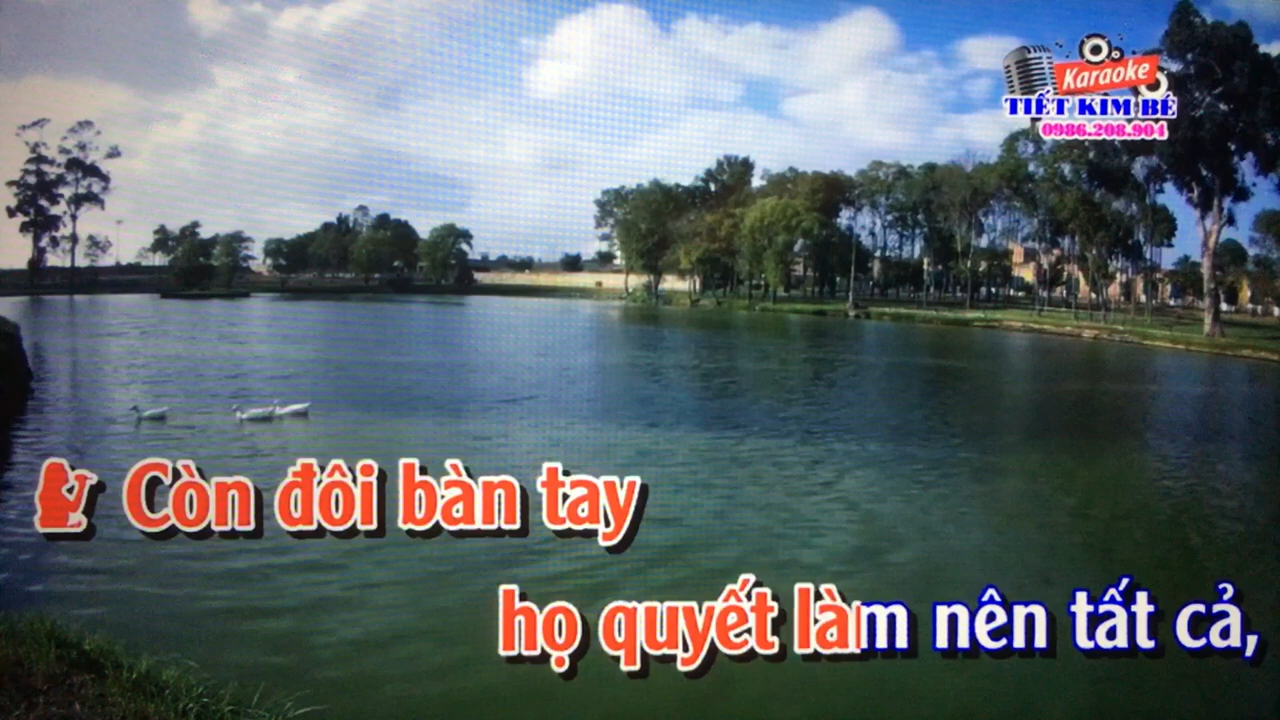 Karaoke
TIẾT KIM BÉ
0986.208.904
Còn đôi bàn tay
họ quyết làm nên tất cả,